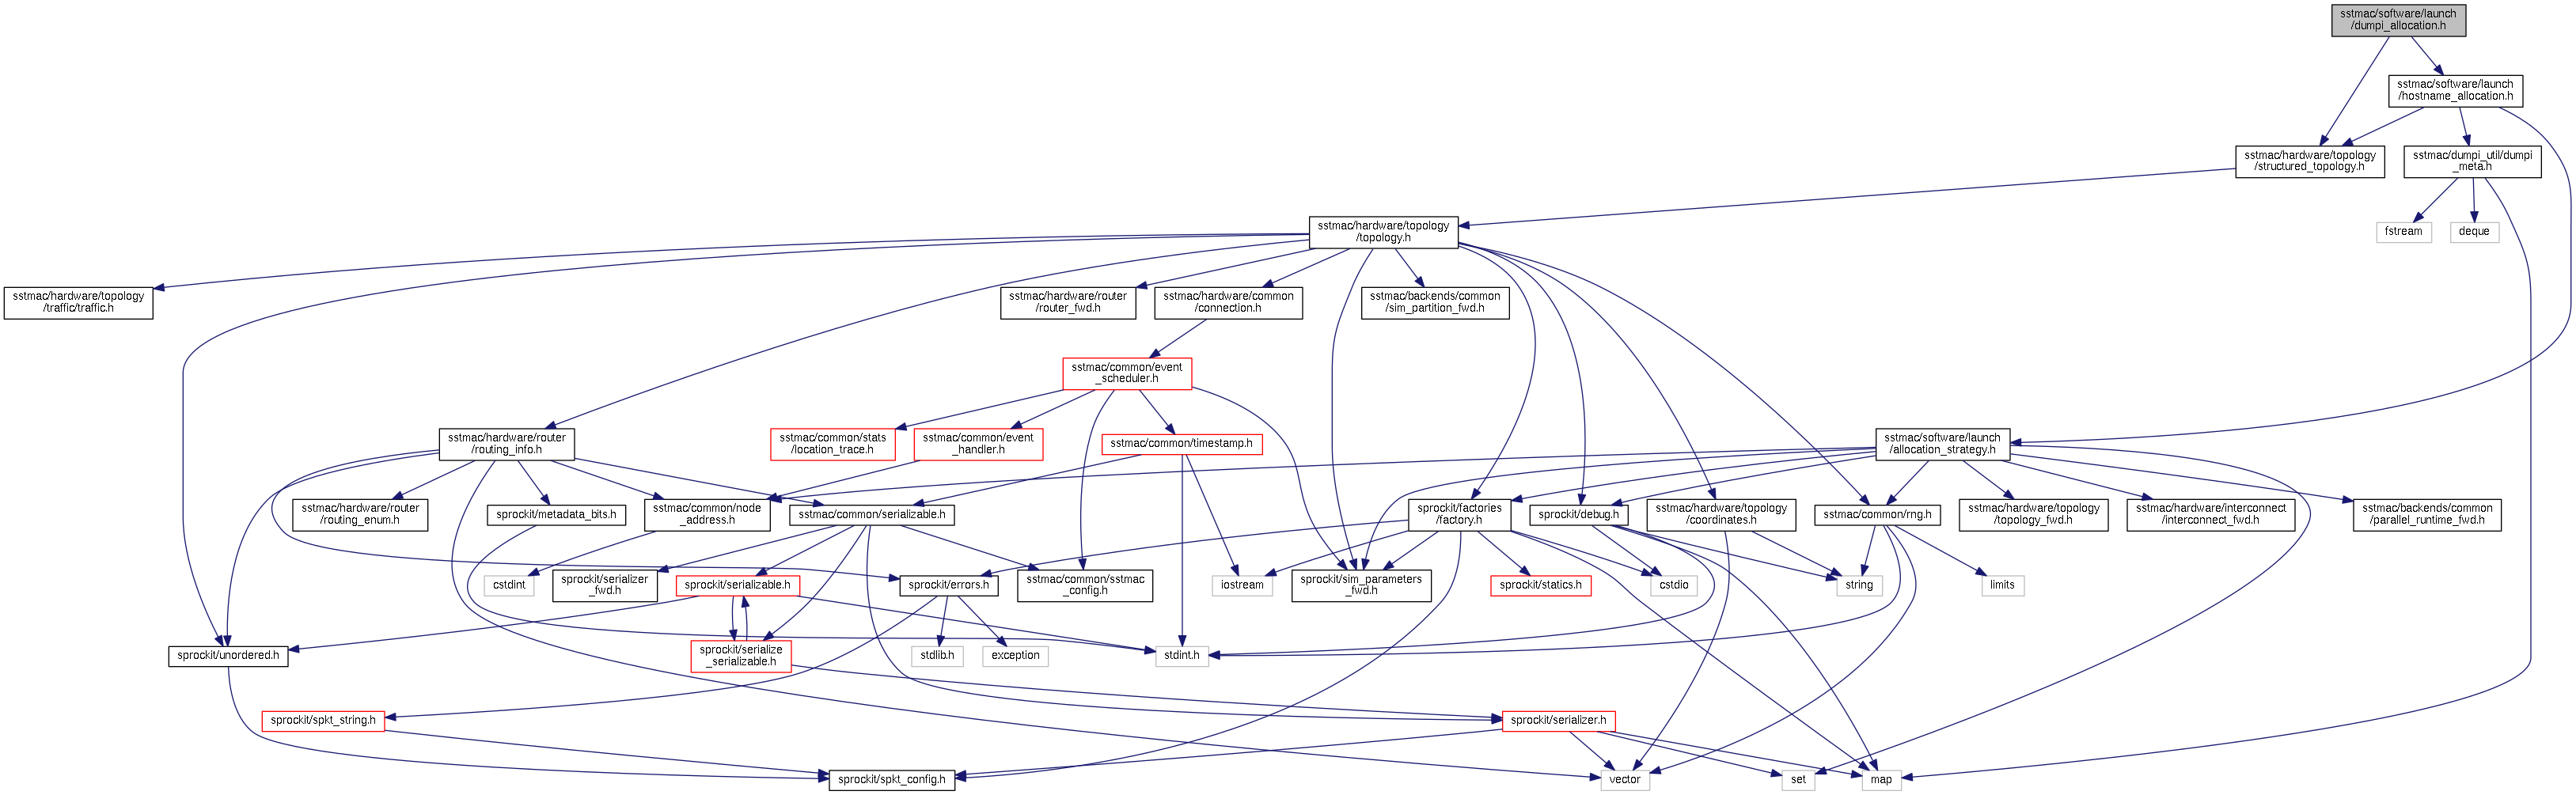 sstmac/software/launch
/dumpi_allocation.h
sstmac/software/launch
/hostname_allocation.h
sstmac/hardware/topology
/structured_topology.h
sstmac/dumpi_util/dumpi
_meta.h
sstmac/hardware/topology
/topology.h
fstream
deque
sstmac/hardware/topology
/traffic/traffic.h
sstmac/hardware/router
/router_fwd.h
sstmac/hardware/common
/connection.h
sstmac/backends/common
/sim_partition_fwd.h
sstmac/common/event
_scheduler.h
sstmac/hardware/router
/routing_info.h
sstmac/common/stats
/location_trace.h
sstmac/common/event
_handler.h
sstmac/common/timestamp.h
sstmac/software/launch
/allocation_strategy.h
sstmac/hardware/router
/routing_enum.h
sprockit/metadata_bits.h
sstmac/common/node
_address.h
sstmac/common/serializable.h
sprockit/factories
/factory.h
sprockit/debug.h
sstmac/hardware/topology
/coordinates.h
sstmac/common/rng.h
sstmac/hardware/topology
/topology_fwd.h
sstmac/hardware/interconnect
/interconnect_fwd.h
sstmac/backends/common
/parallel_runtime_fwd.h
cstdint
sprockit/serializer
_fwd.h
sprockit/serializable.h
sprockit/errors.h
sstmac/common/sstmac
_config.h
iostream
sprockit/sim_parameters
_fwd.h
sprockit/statics.h
cstdio
string
limits
sprockit/unordered.h
sprockit/serialize
_serializable.h
stdlib.h
exception
stdint.h
sprockit/spkt_string.h
sprockit/serializer.h
sprockit/spkt_config.h
vector
set
map